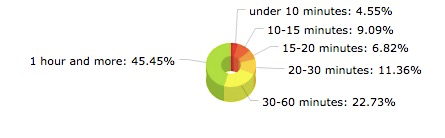 under 10 minutes: 4.55%
10-15 minutes: 9.09%
15-20 minutes: 6.82%
1 hour and more: 45.45%
20-30 minutes: 11.36%
30-60 minutes: 22.73%